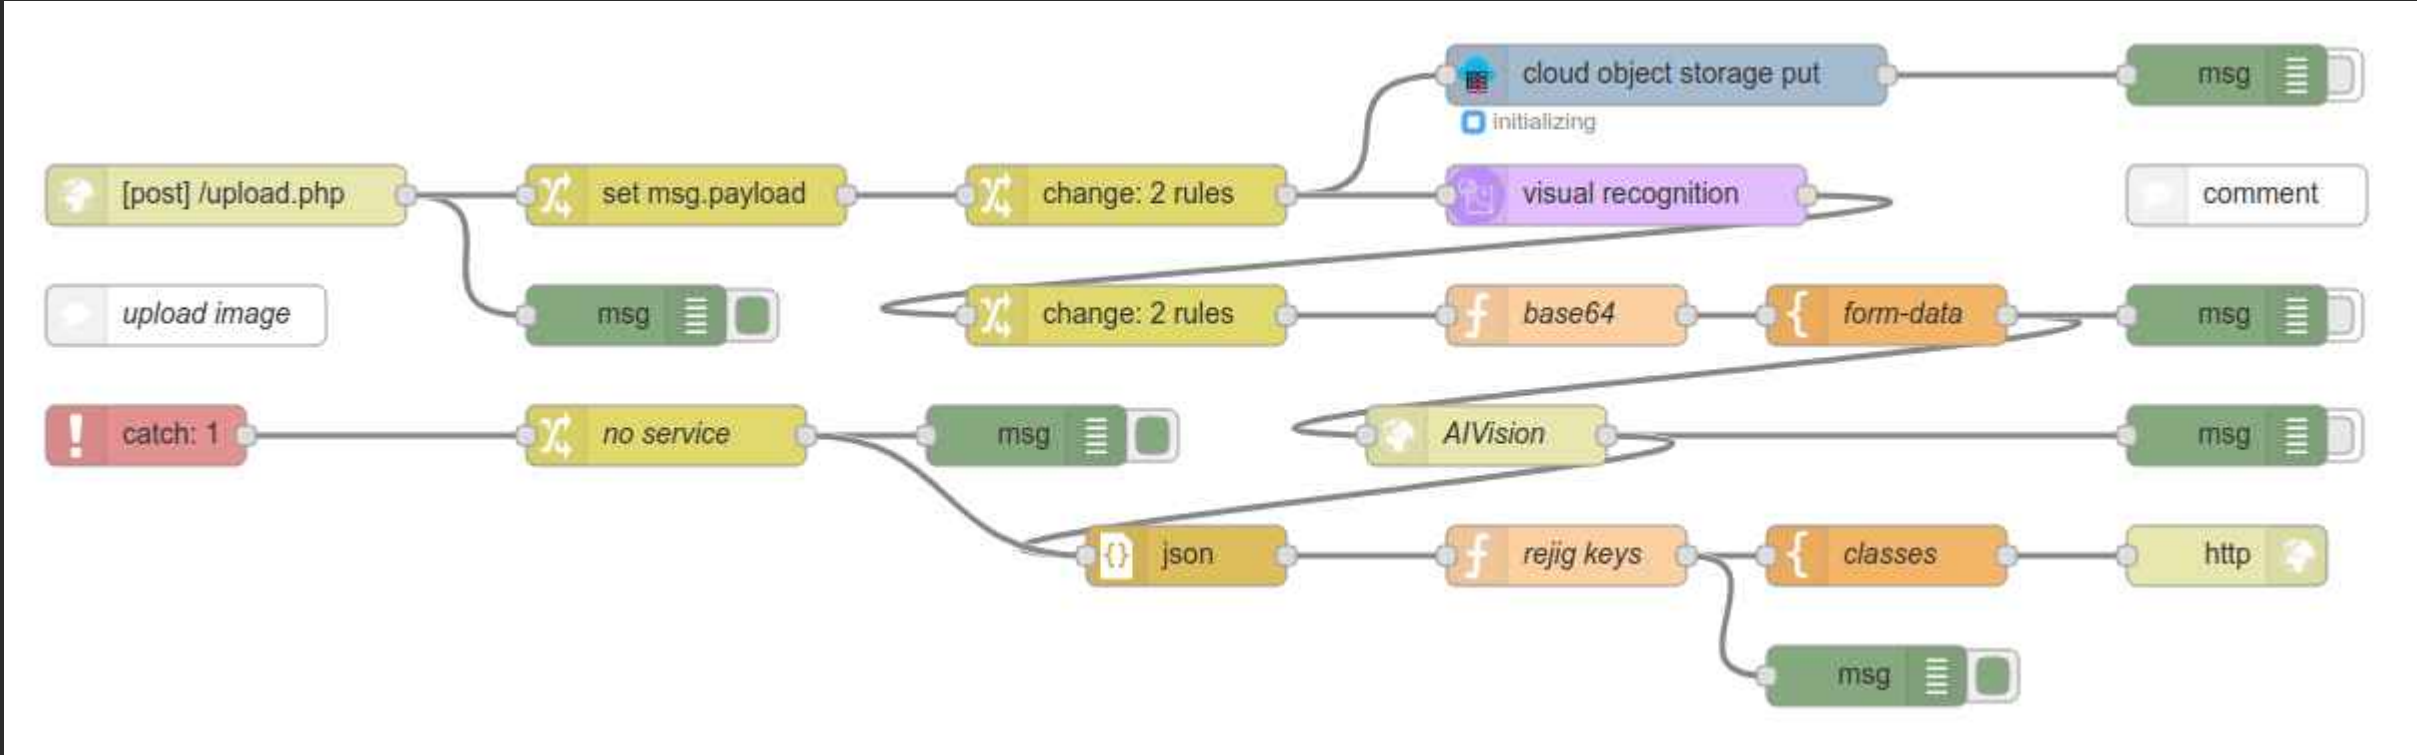 cloud object storage put
msg
initializing
[post] /upload.php
set msg.payload
change: 2 rules
visual recognition
comment
upload image
msg
change: 2 rules
base64
form-data
msg
catch: 1
no service
msg
AIVision
msg
json
rejig keys
classes
http
msg